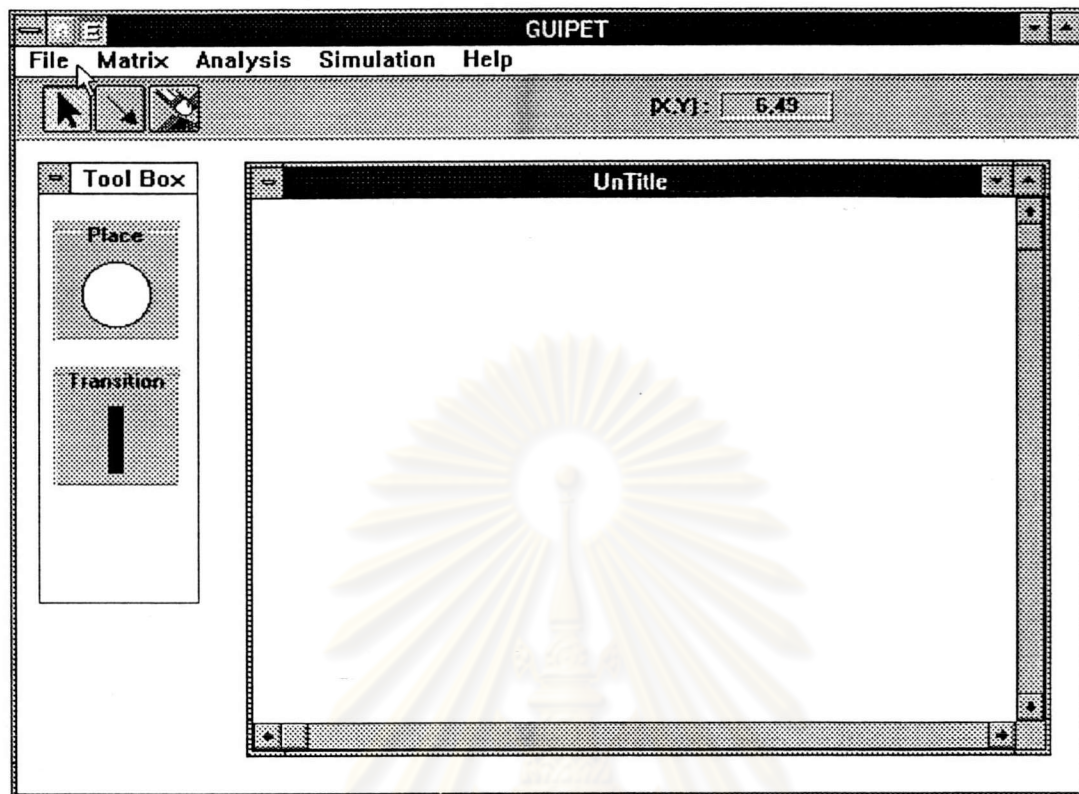 GUIPET
File Matrix Analysis Simulation Help
[X,Y] : 6,49
Tool Box
UnTitle
Place
Transition